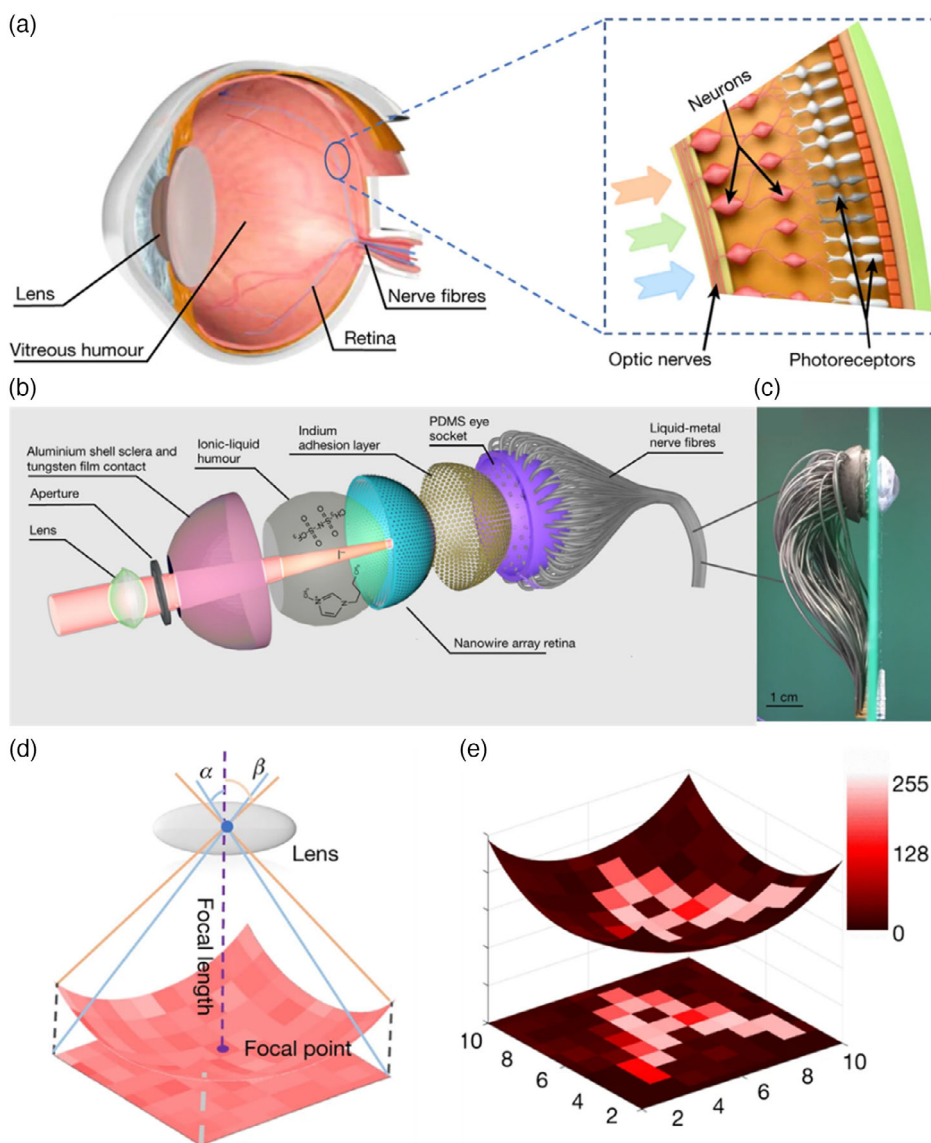 (a)
Neurons
Lens
Vitreous humour
Nerve fibres
Retina
Optic nerves
Photoreceptors
(b)
(c)
Aluminium shell sclera and
tungsten film contact
Ionic-liquid
humour
Indium
adhesion layer
PDMS eye
socket
Liquid-metal
nerve fibres
Aperture
Lens
Nanowire array retina
1 cm
(d)
α
β
Lens
Focal length
Focal point
(e)
255
128
0
10
8
6
4
2
2
4
6
8
10